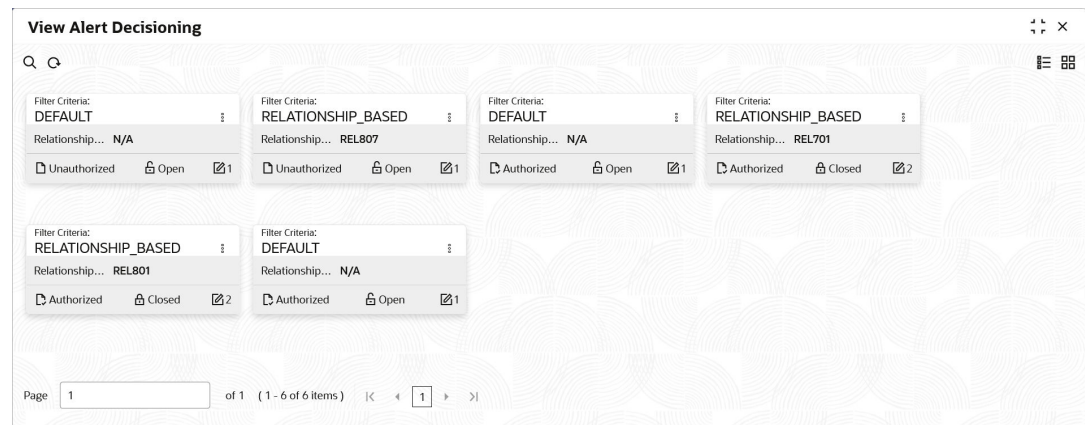 View Alert Decisioning
Filter Criteria: Filter Criteria: Filter Criteria: Filter Criteria:
DEFAULT RELATIONSHIP_BASED DEFAULT RELATIONSHIP_BASED
Relationship... N/A Relationship... REL807 Relationship... N/A Relationship... REL701
Unauthorized Open 1 Unauthorized Open 1 Authorized Open 1 Authorized Closed 2
Filter Criteria: Filter Criteria:
RELATIONSHIP_BASED DEFAULT
Relationship... REL801 Relationship... N/A
Authorized Closed 2 Authorized Open 1
Page 1 of 1 ( 1 - 6 of 6 items ) 1